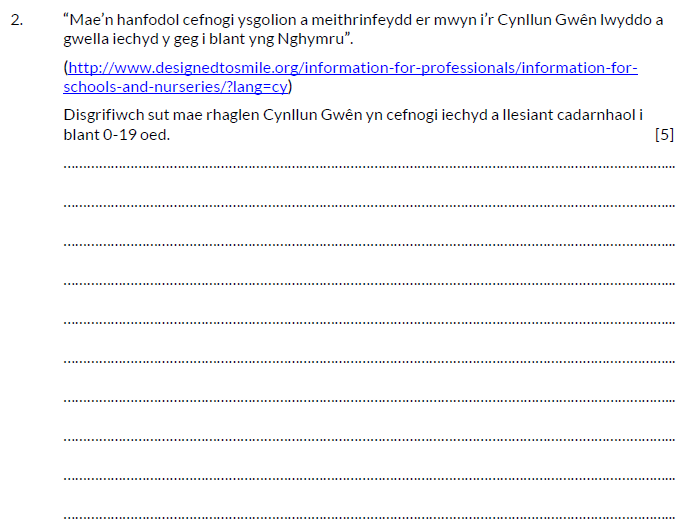 2. “Mae’n hanfodol cefnogi ysgolion a meithrinfeydd er mwyn i’r Cynllun Gwên lwyddo a
gwella iechyd y geg i blant yng Nghymru”.
(http://www.designedtosmile.org/information-for-professionals/information-for-
schools-and-nurseries/?lang=cy)
Disgrifiwch sut mae rhaglen Cynllun Gwên yn cefnogi iechyd a llesiant cadarnhaol i
blant 0-19 oed. [5]